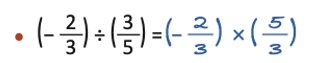 • (− 2/3) ÷ (3/5) = (− 2/3) × (5/3)